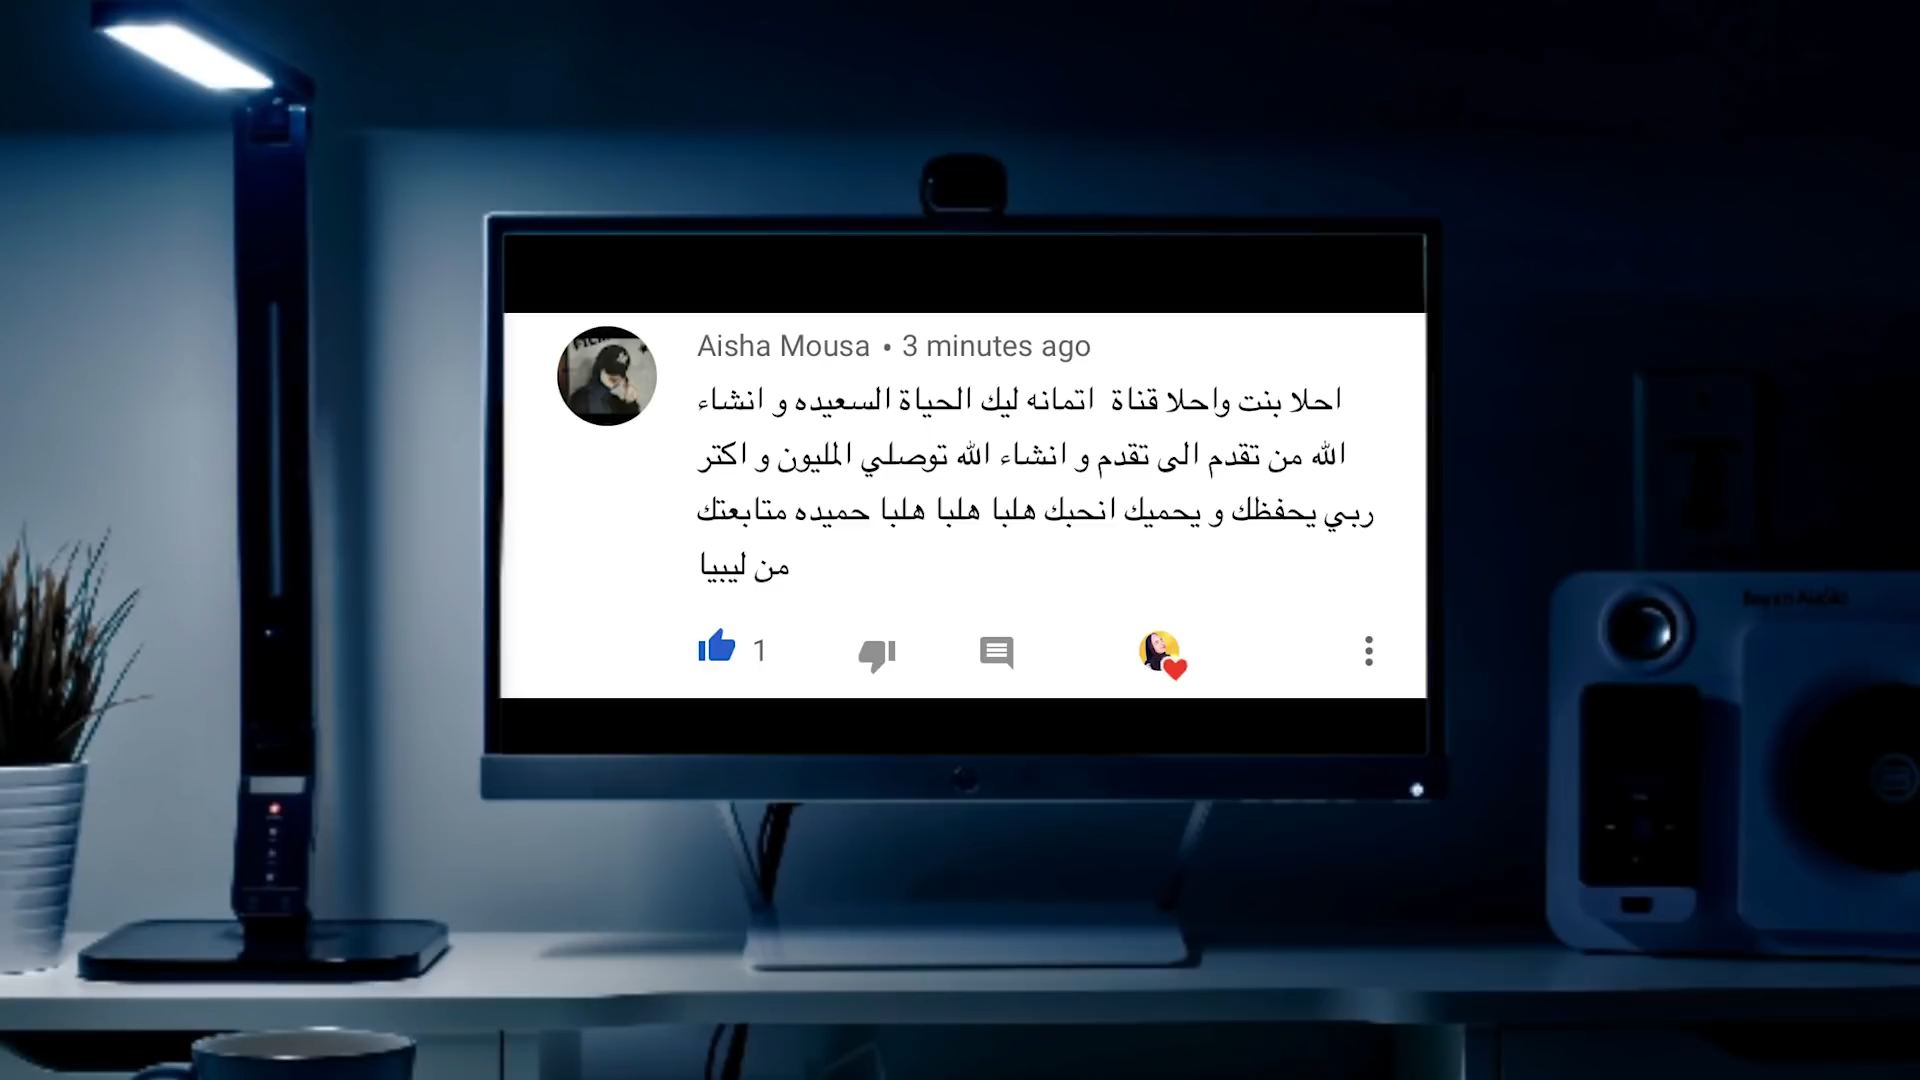 Aisha Mousa • 3 minutes ago
احلا بنت واحلا قناة اتمانه ليك الحياة السعيده و انشاء
الله من تقدم الى تقدم و انشاء الله توصلي المليون و اكتر
ربي يحفظك و يحميك انحبك هلبا هلبا هلبا حميده متابعتك
من ليبيا
1